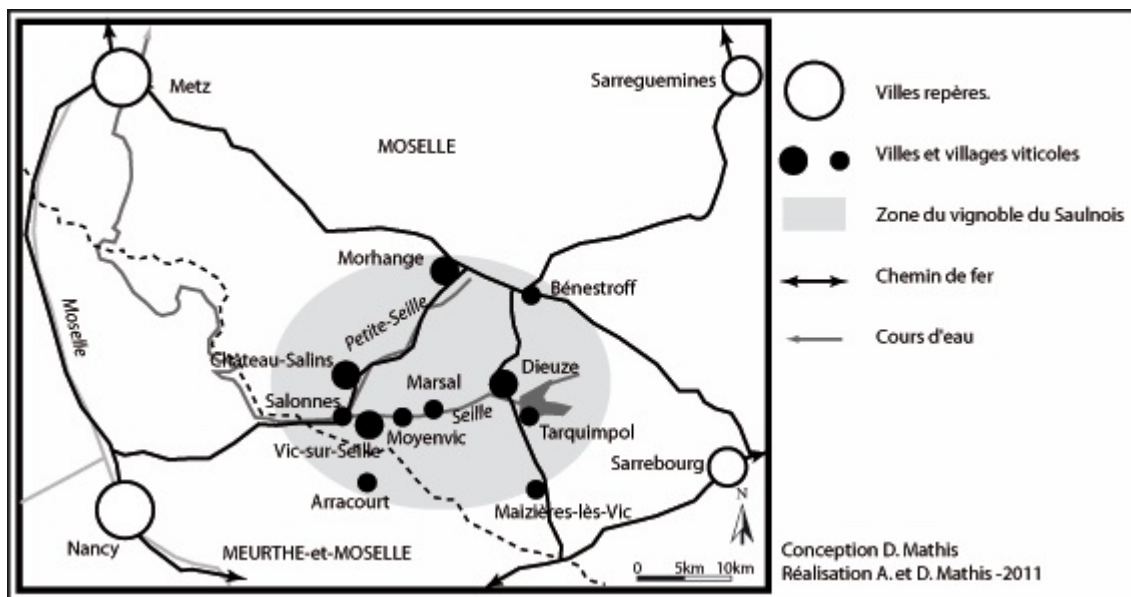 Metz
Sarreguemines
MOSELLE
Morhange
Bénestroff
Moselle
Petite-Seille
Château-Salins
Dieuze
Marsal
Salonnes
Seille
Vic-sur-Seille
Moyenvic
Tarquimpol
Sarrebourg
Arracourt
Maizières-lès-Vic
N
Nancy
MEURTHE-et-MOSELLE
0 5km 10km
Villes repères.
Villes et villages viticoles
Zone du vignoble du Saulnois
Chemin de fer
Cours d'eau
Conception D. Mathis
Réalisation A. et D. Mathis -2011